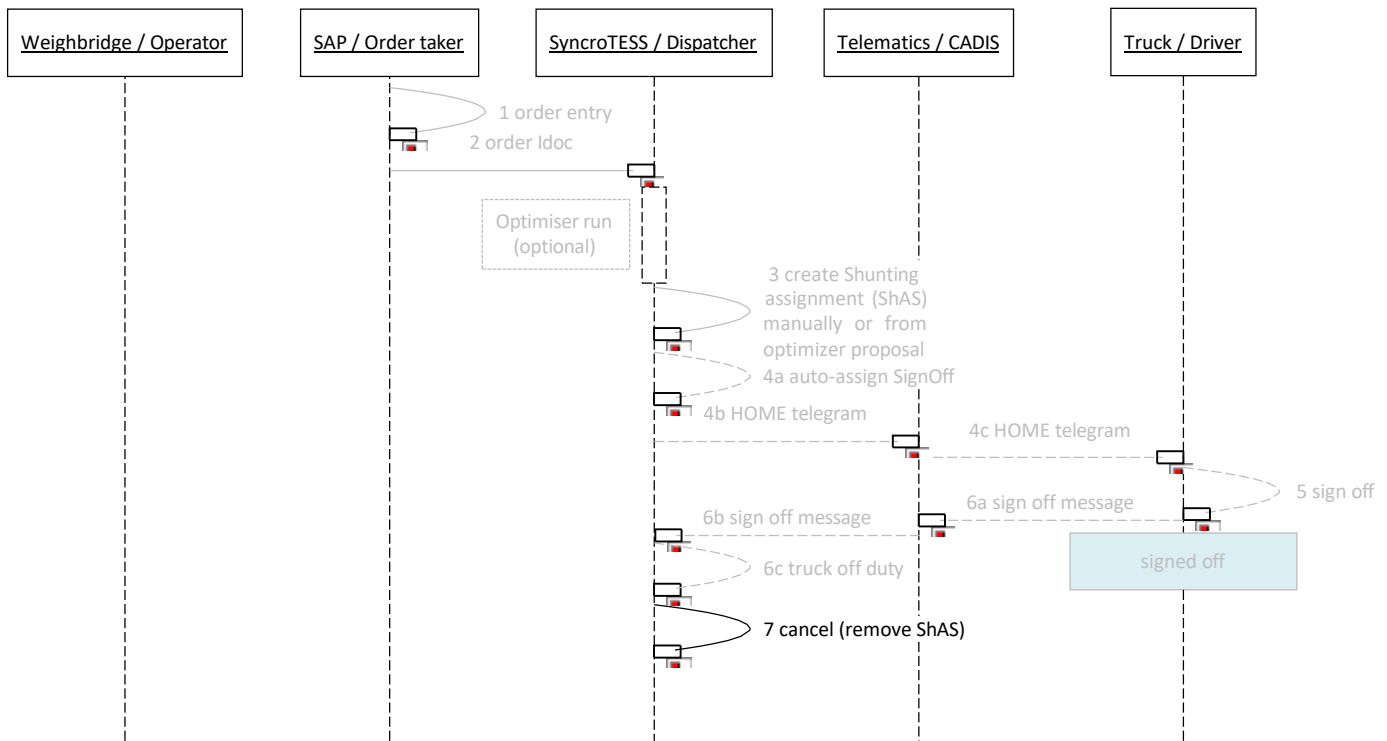 Weighbridge / Operator
SAP / Order taker
SyncroTESS / Dispatcher
Telematics / CADIS
Truck / Driver
1 order entry
2 order Idoc
Optimiser run
(optional)
3 create Shunting
assignment (ShAS)
manually or from
optimizer proposal
4a auto-assign SignOff
4b HOME telegram
4c HOME telegram
5 sign off
6a sign off message
6b sign off message
signed off
6c truck off duty
7 cancel (remove ShAS)